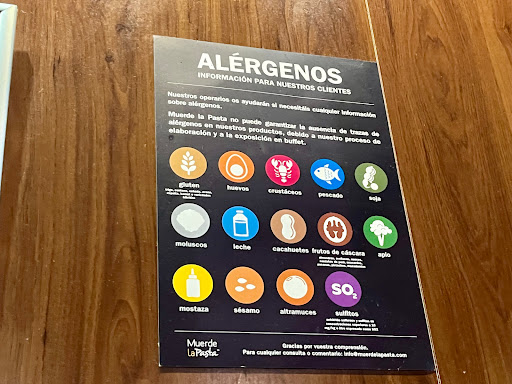 ALÉRGENOS
INFORMACIÓN PARA NUESTROS CLIENTES
Nuestros operarios os ayudarán si necesitáis cualquier información
sobre alérgenos.
Muerde la Pasta no puede garantizar la ausencia de trazas de
alérgenos en nuestros productos, debido a nuestro proceso de
elaboración y a la exposición en buffet.
gluten
huevos
crustáceos
pescado
soja
moluscos
leche
cacahuetes
frutos de cáscara
apio
mostaza
sésamo
altramuces
SO2
sulfitos
Muerde
La Pasta
Gracias por vuestra comprensión.
Para cualquier consulta o comentario: info@muerdelapasta.com